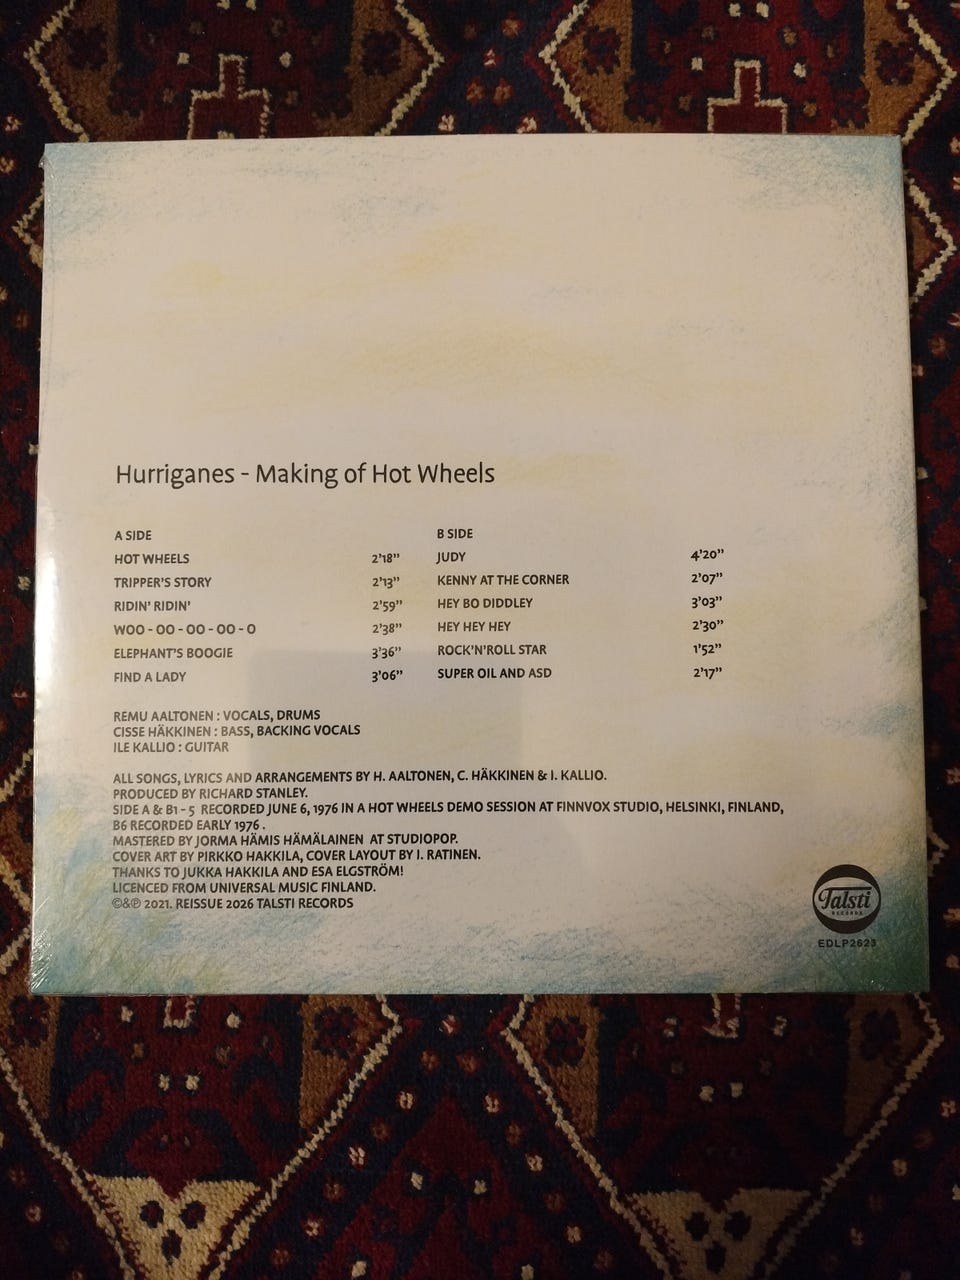 Hurriganes - Making of Hot Wheels
A SIDE
HOT WHEELS 2'18"
TRIPPER'S STORY 2'13"
RIDIN' RIDIN' 2'59"
WOO - OO - OO - OO - O 2'38"
ELEPHANT'S BOOGIE 3'36"
FIND A LADY 3'06"
B SIDE
JUDY 4'20"
KENNY AT THE CORNER 2'07"
HEY BO DIDDLEY 3'03"
HEY HEY HEY 2'30"
ROCK'N'ROLL STAR 1'52"
SUPER OIL AND ASD 2'17"
REMU AALTONEN : VOCALS, DRUMS
CISSE HÄKKINEN : BASS, BACKING VOCALS
ILE KALLIO : GUITAR
ALL SONGS, LYRICS AND ARRANGEMENTS BY H. AALTONEN, C. HÄKKINEN & I. KALLIO.
PRODUCED BY RICHARD STANLEY.
SIDE A & B1 - 5 RECORDED JUNE 6, 1976 IN A HOT WHEELS DEMO SESSION AT FINNVOX STUDIO, HELSINKI, FINLAND,
B6 RECORDED EARLY 1976 .
MASTERED BY JORMA HÄMIS HÄMÄLAINEN AT STUDIOPOP.
COVER ART BY PIRKKO HAKKILA, COVER LAYOUT BY I. RATINEN.
THANKS TO JUKKA HAKKILA AND ESA ELGSTRÖM!
LICENCED FROM UNIVERSAL MUSIC FINLAND.
©&℗ 2021. REISSUE 2026 TALSTI RECORDS
Talsti
RECORDS
EDLP2623